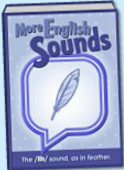 More English
Sounds
The /th/ sound, as in feather.